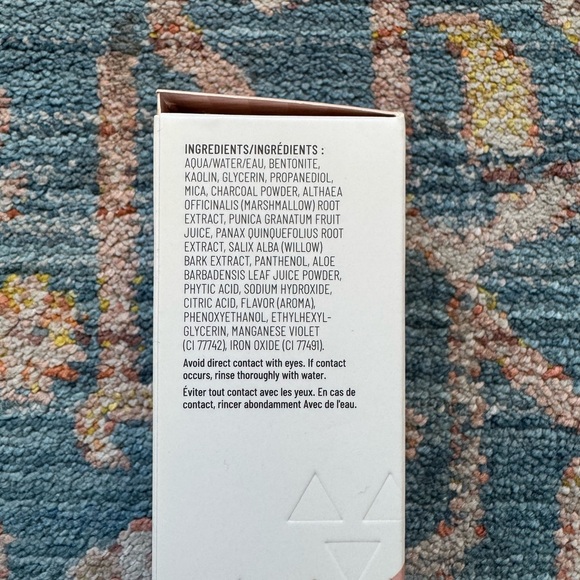 INGREDIENTS/INGRÉDIENTS :
AQUA/WATER/EAU, BENTONITE,
KAOLIN, GLYCERIN, PROPANEDIOL,
MICA, CHARCOAL POWDER, ALTHAEA
OFFICINALIS (MARSHMALLOW) ROOT
EXTRACT, PUNICA GRANATUM FRUIT
JUICE, PANAX QUINQUEFOLIUS ROOT
EXTRACT, SALIX ALBA (WILLOW)
BARK EXTRACT, PANTHENOL, ALOE
BARBADENSIS LEAF JUICE POWDER,
PHYTIC ACID, SODIUM HYDROXIDE,
CITRIC ACID, FLAVOR (AROMA),
PHENOXYETHANOL, ETHYLHEXYL-
GLYCERIN, MANGANESE VIOLET
(CI 77742), IRON OXIDE (CI 77491).
Avoid direct contact with eyes. If contact
occurs, rinse thoroughly with water.
Éviter tout contact avec les yeux. En cas de
contact, rincer abondamment Avec de l'eau.